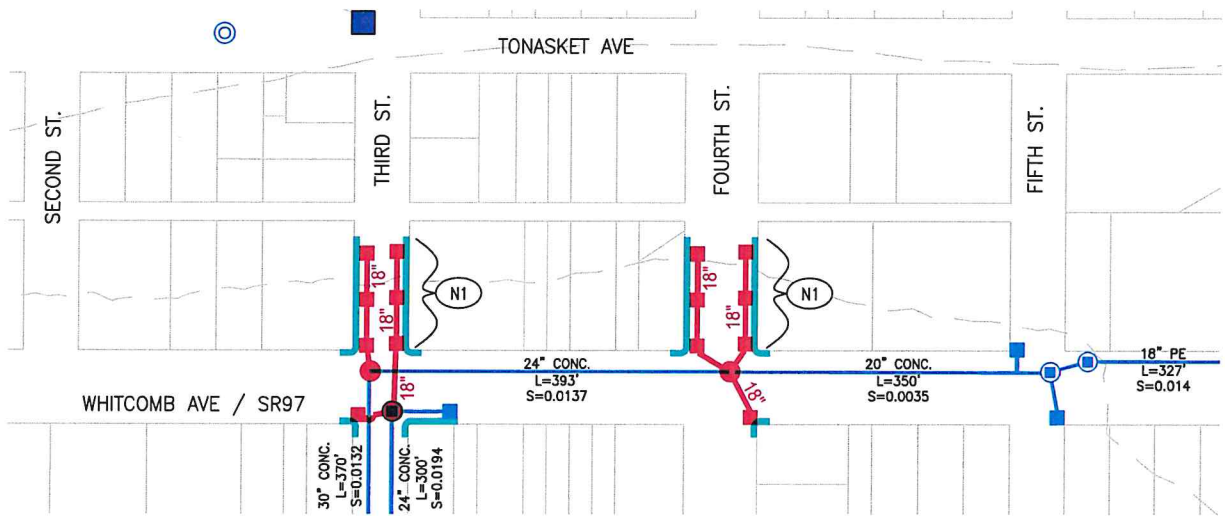 TONASKET AVE
SECOND ST.
THIRD ST.
FOURTH ST.
FIFTH ST.
18"
18"
N1
18"
18"
N1
24" CONC.
L=393'
S=0.0137
20" CONC.
L=350'
S=0.0035
18" PE
L=327'
S=0.014
18"
18"
WHITCOMB AVE / SR97
30" CONC.
L=370'
S=0.0132
24" CONC.
L=300'
S=0.0194